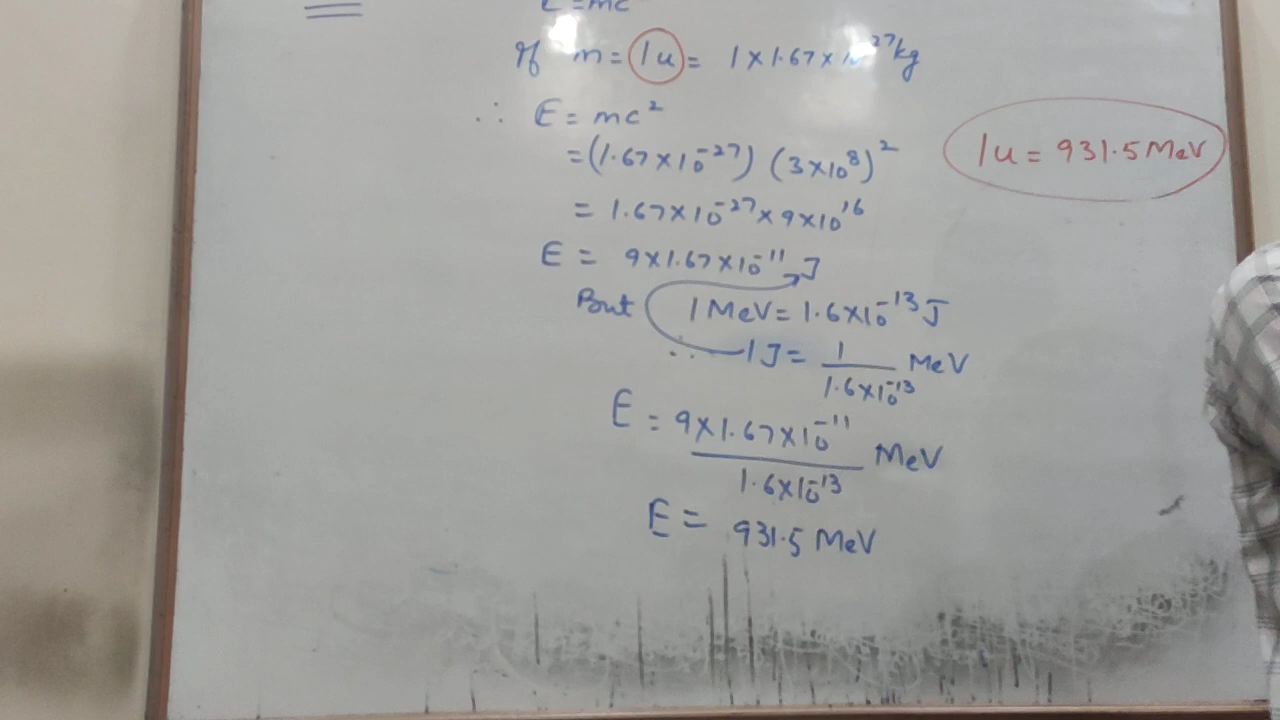 E=mc
If m = 1u = 1 × 1.67 × 10⁻²⁷kg
∴ E = mc²
= (1.67×10⁻²⁷) (3×10⁸)²
= 1.67×10⁻²⁷×9×10¹⁶
E = 9×1.67×10⁻¹¹ J
But 1 MeV = 1.6×10⁻¹³ J
∴ 1 J = 1 / 1.6×10⁻¹³ MeV
E = 9×1.67×10⁻¹¹ / 1.6×10⁻¹³ MeV
E = 931.5 MeV
1u = 931.5 MeV